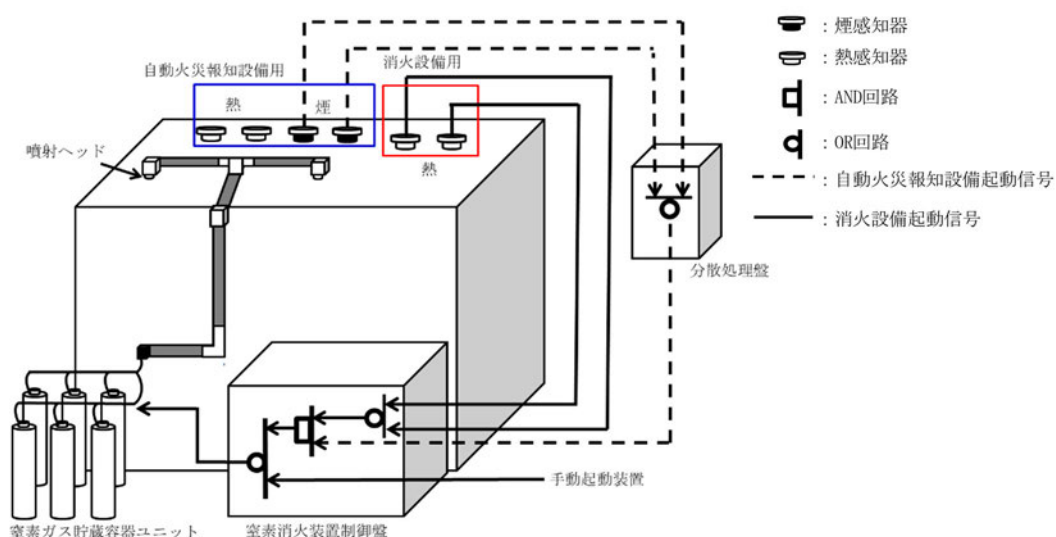 ：煙感知器
：熱感知器
：AND回路
：OR回路
：自動火災報知設備起動信号
：消火設備起動信号
自動火災報知設備用
消火設備用
熱
煙
熱
噴射ヘッド
分散処理盤
手動起動装置
窒素ガス貯蔵容器ユニット
窒素消火装置制御盤